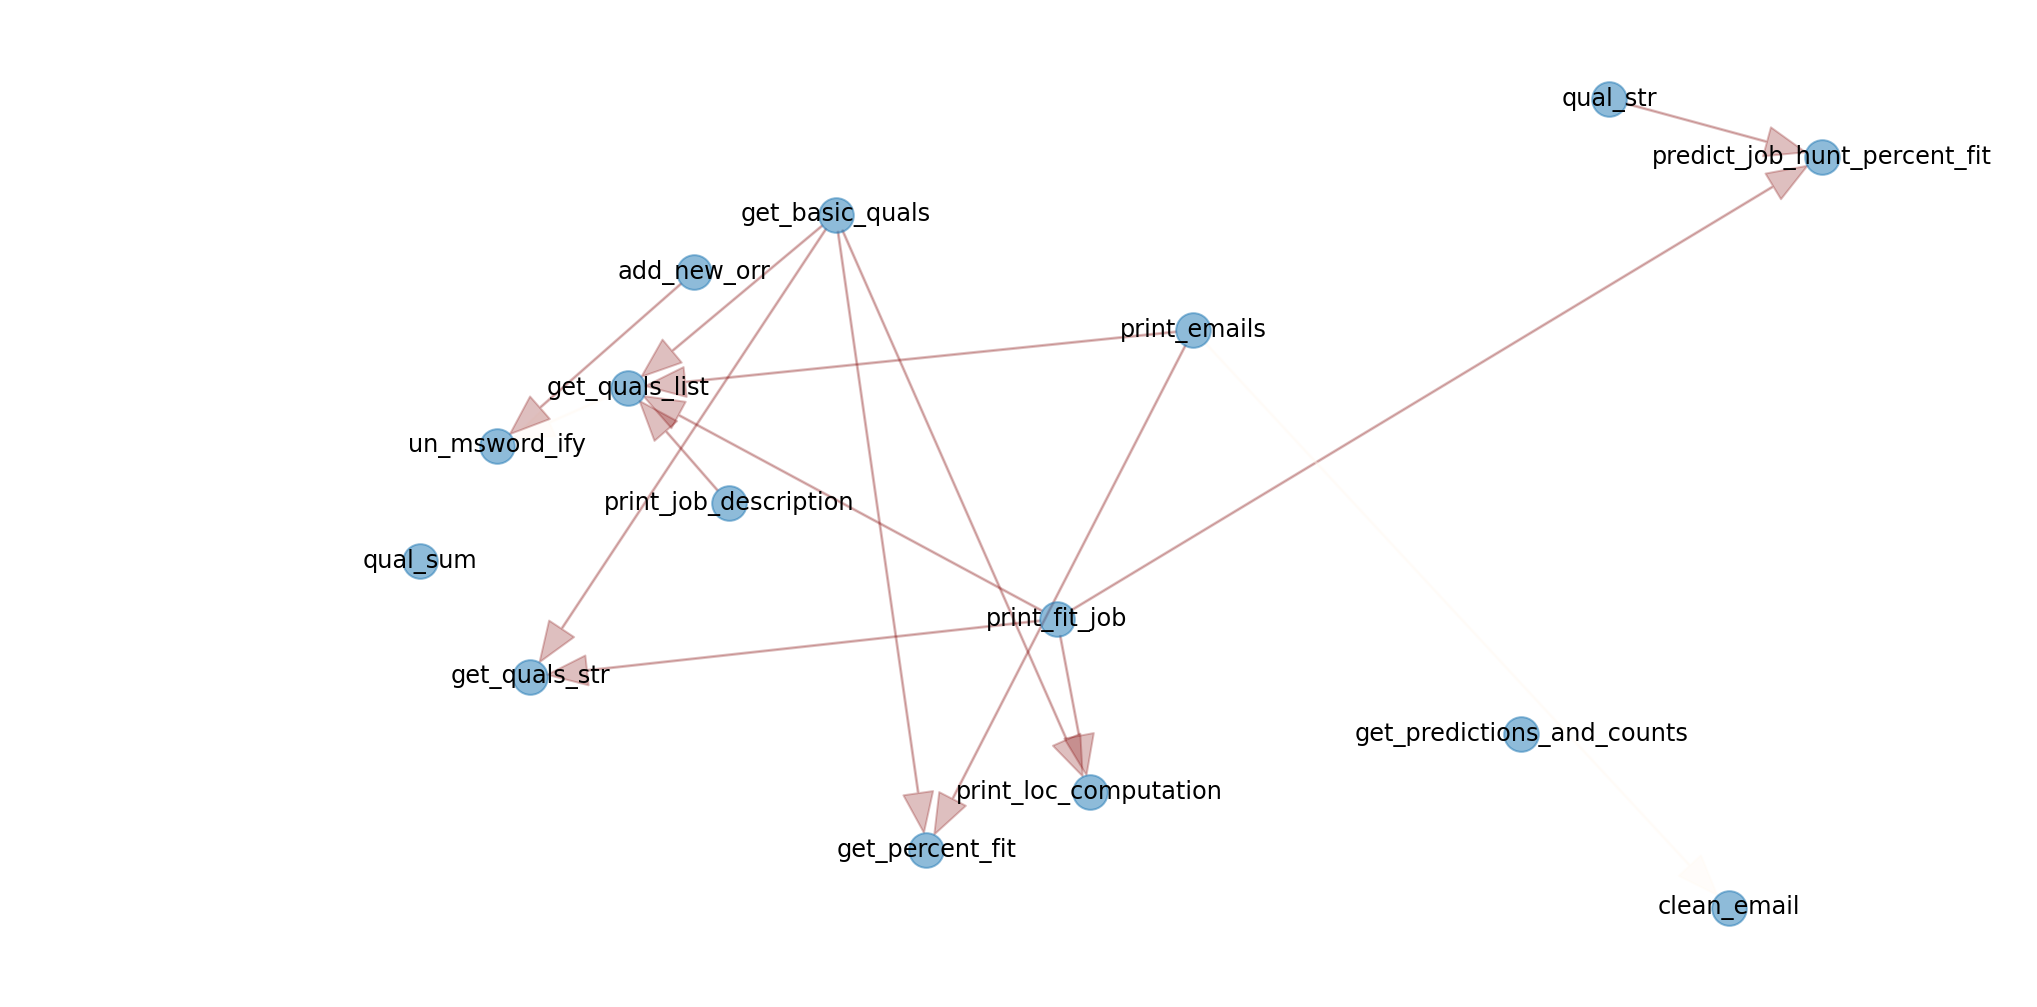 qual_str
predict_job_hunt_percent_fit
get_basic_quals
add_new_orr
print_emails
get_quals_list
un_msword_ify
print_job_description
qual_sum
print_fit_job
get_quals_str
get_predictions_and_counts
print_loc_computation
get_percent_fit
clean_email